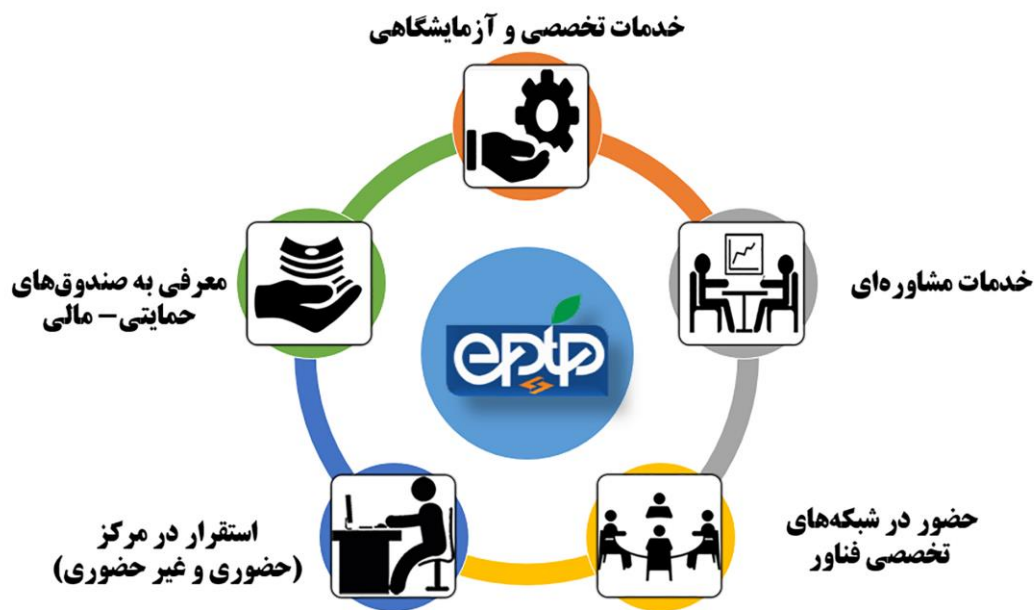 خدمات تخصصی و آزمایشگاهی
خدمات مشاوره‌ای
معرفی به صندوق‌های
حمایتی- مالی
eptp
حضور در شبکه‌های
تخصصی فناور
استقرار در مرکز
(حضوری و غیر حضوری)